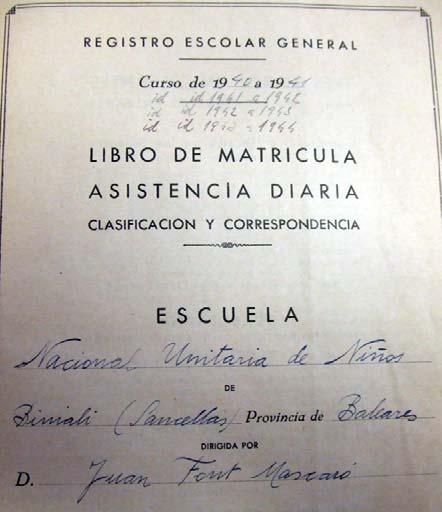 REGISTRO ESCOLAR GENERAL
Curso de 1940 a 1941
id id 1941 a 1942
id id 1942 a 1943
id id 1943 a 1944
LIBRO DE MATRICULA
ASISTENCIA DIARIA
CLASIFICACION Y CORRESPONDENCIA
ESCUELA
Nacional Unitaria de Niños
DE
Biniali (Sancellas) Provincia de Baleares
DIRIGIDA POR
D. Juan Font Mascaró